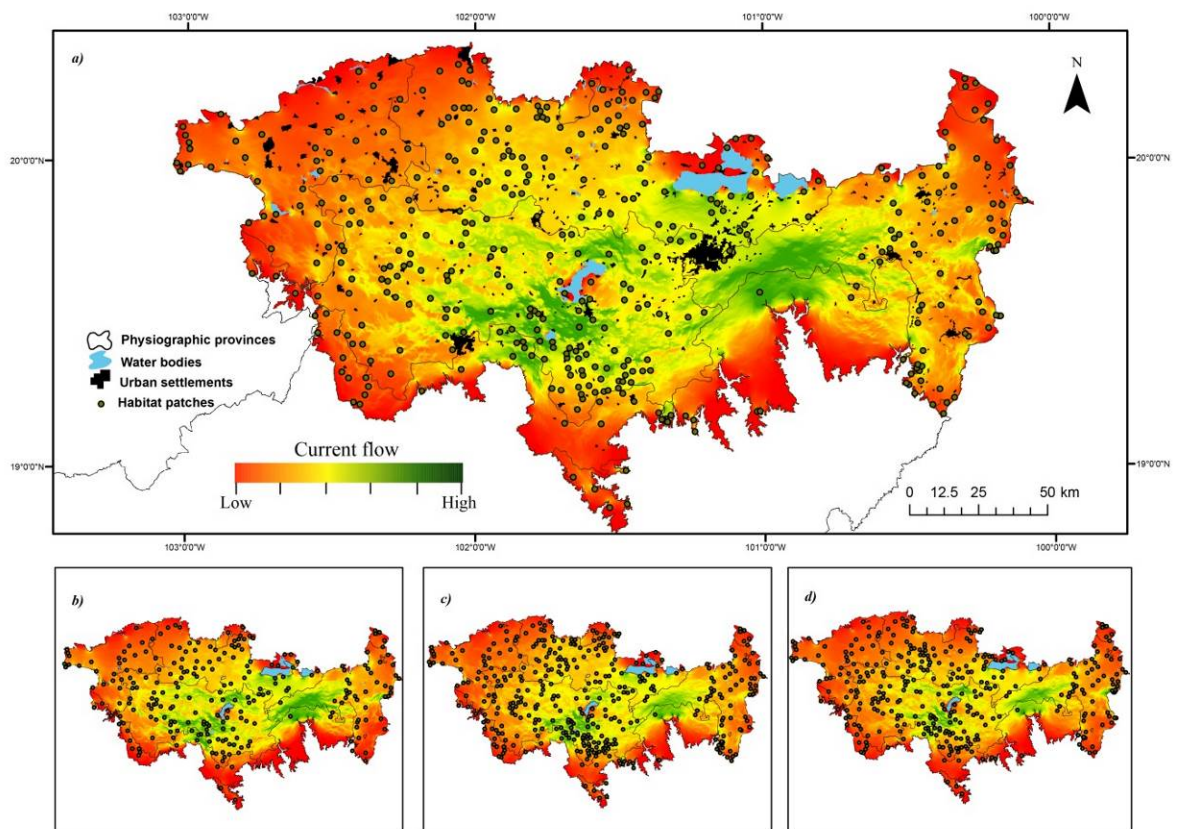 103°0'0"W 102°0'0"W 101°0'0"W 100°0'0"W
a)
N
20°0'0"N 20°0'0"N
Physiographic provinces
Water bodies
Urban settlements
Habitat patches
Current flow
Low High
19°0'0"N 19°0'0"N
0 12.5 25 50 km
103°0'0"W 102°0'0"W 101°0'0"W 100°0'0"W
b) c) d)